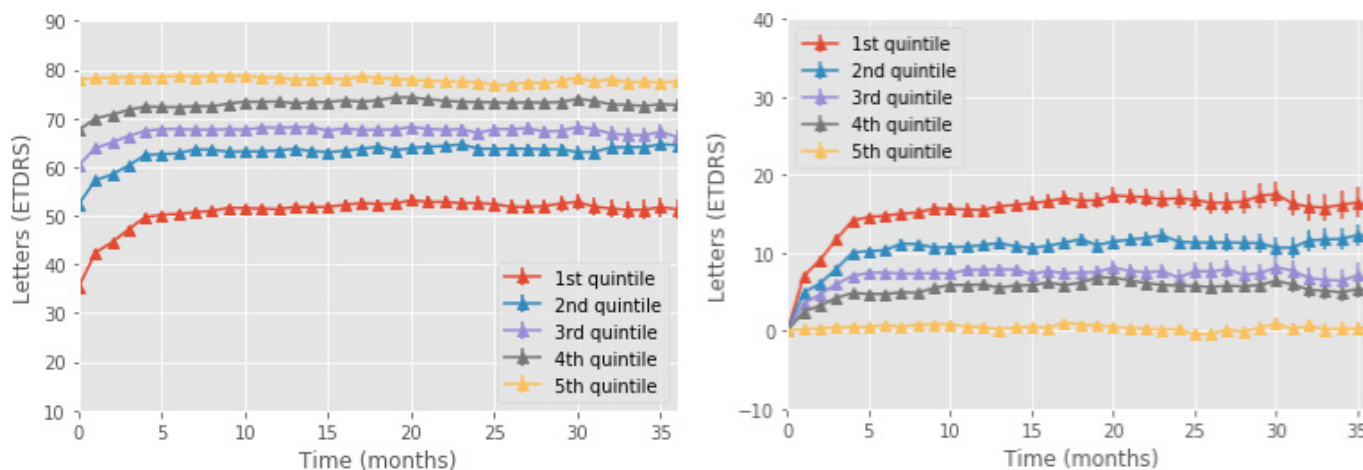 90
80
70
60
50
40
30
20
10
Letters (ETDRS)
1st quintile
2nd quintile
3rd quintile
4th quintile
5th quintile
0
5
10
15
20
25
30
35
Time (months)
40
30
20
10
0
−10
Letters (ETDRS)
1st quintile
2nd quintile
3rd quintile
4th quintile
5th quintile
0
5
10
15
20
25
30
35
Time (months)